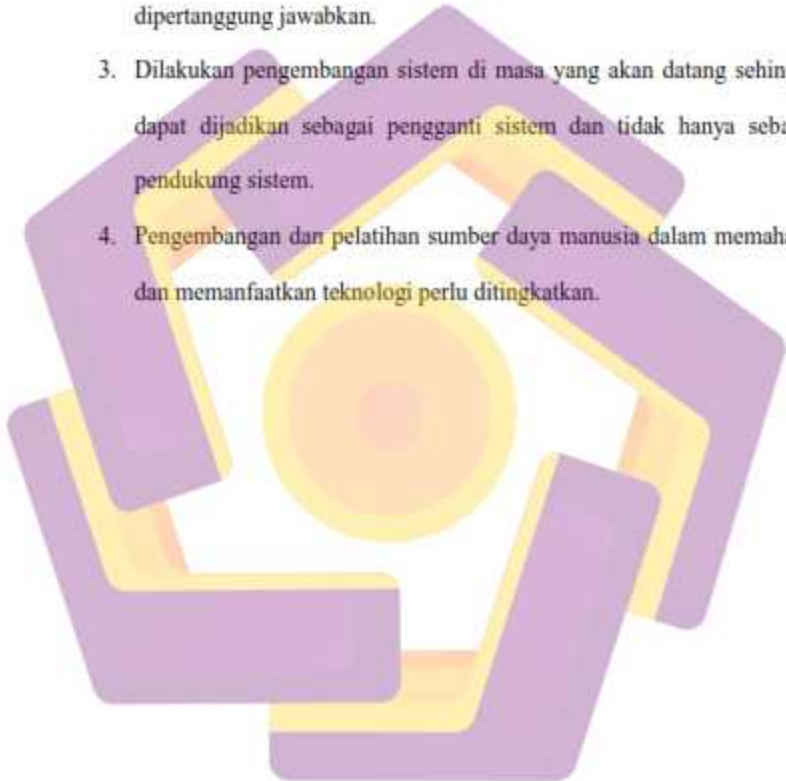 dipertanggung jawabkan.
3. Dilakukan pengembangan sistem di masa yang akan datang sehin
dapat dijadikan sebagai pengganti sistem dan tidak hanya seba
pendukung sistem.
4. Pengembangan dan pelatihan sumber daya manusia dalam memaha
dan memanfaatkan teknologi perlu ditingkatkan.